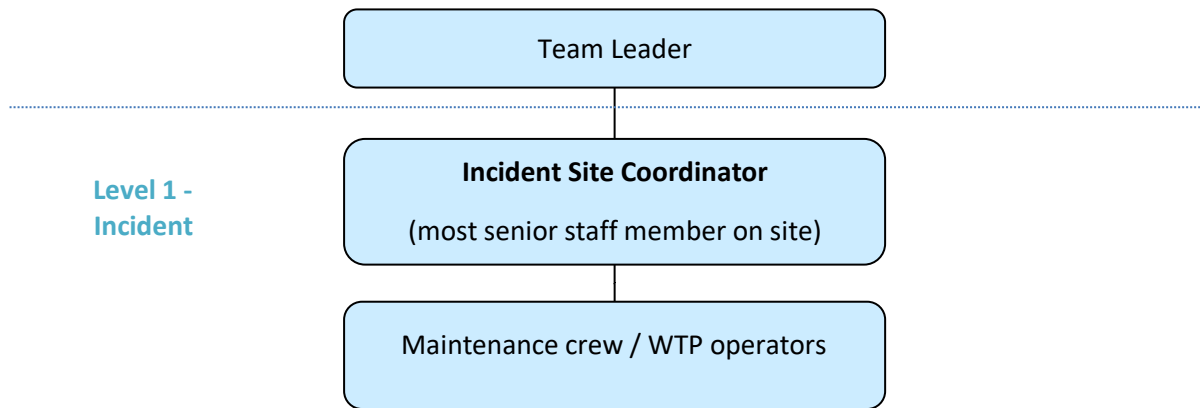 Team Leader
Incident Site Coordinator
(most senior staff member on site)
Level 1 -
Incident
Maintenance crew / WTP operators